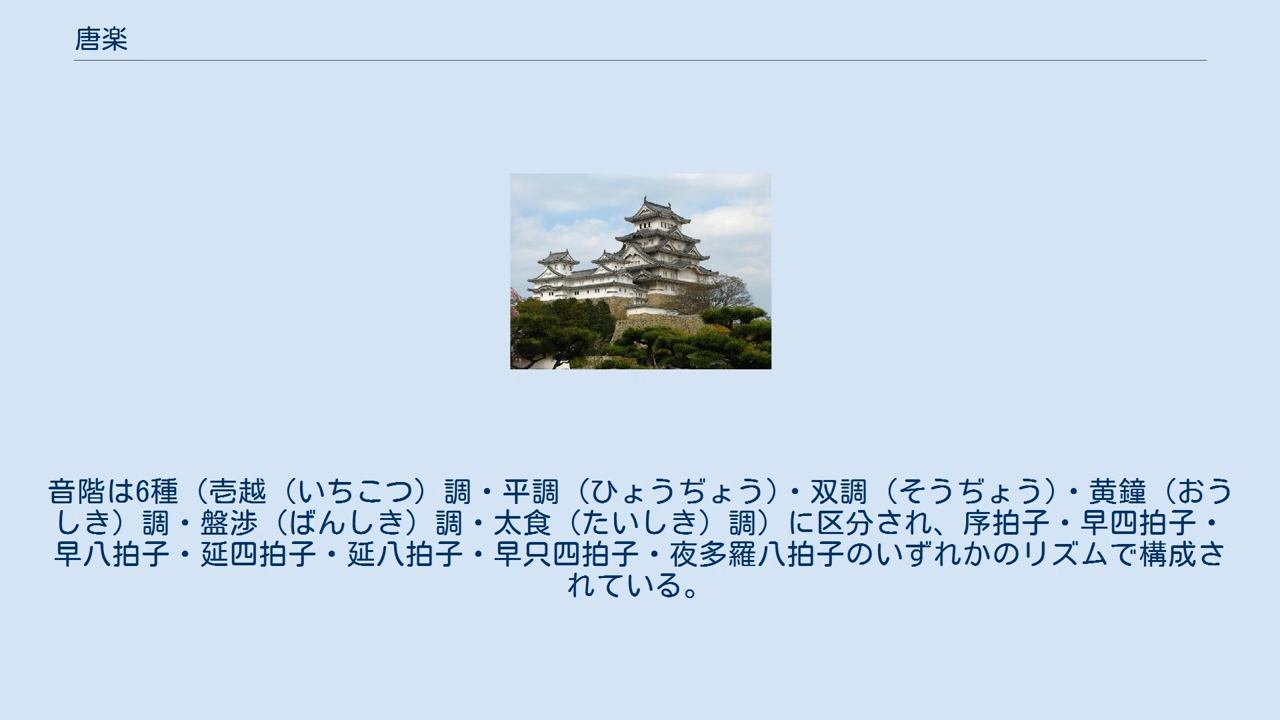 唐楽
音階は6種（壱越（いちこつ）調・平調（ひょうぢょう）・双調（そうぢょう）・黄鐘（おう
しき）調・盤渉（ばんしき）調・太食（たいしき）調）に区分され、序拍子・早四拍子・
早八拍子・延四拍子・延八拍子・早只四拍子・夜多羅八拍子のいずれかのリズムで構成さ
れている。